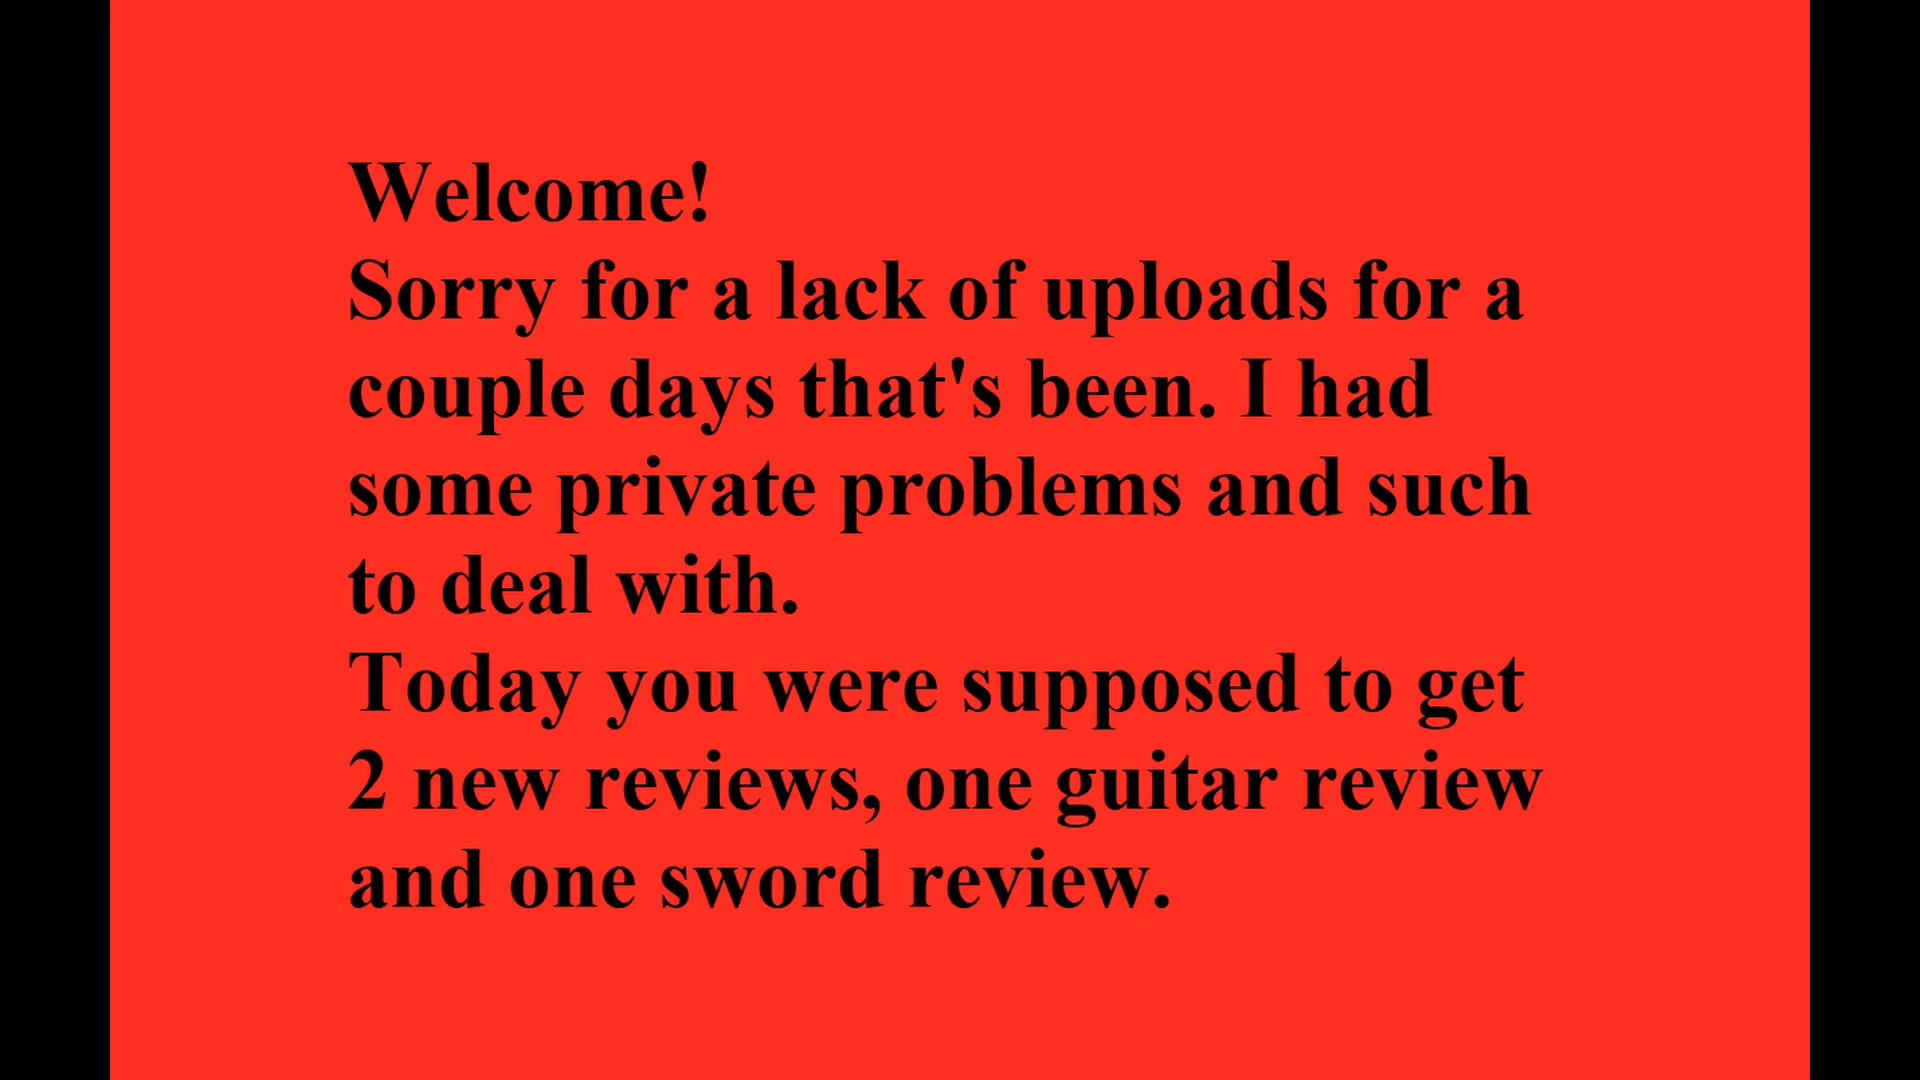 Welcome!
Sorry for a lack of uploads for a
couple days that's been. I had
some private problems and such
to deal with.
Today you were supposed to get
2 new reviews, one guitar review
and one sword review.